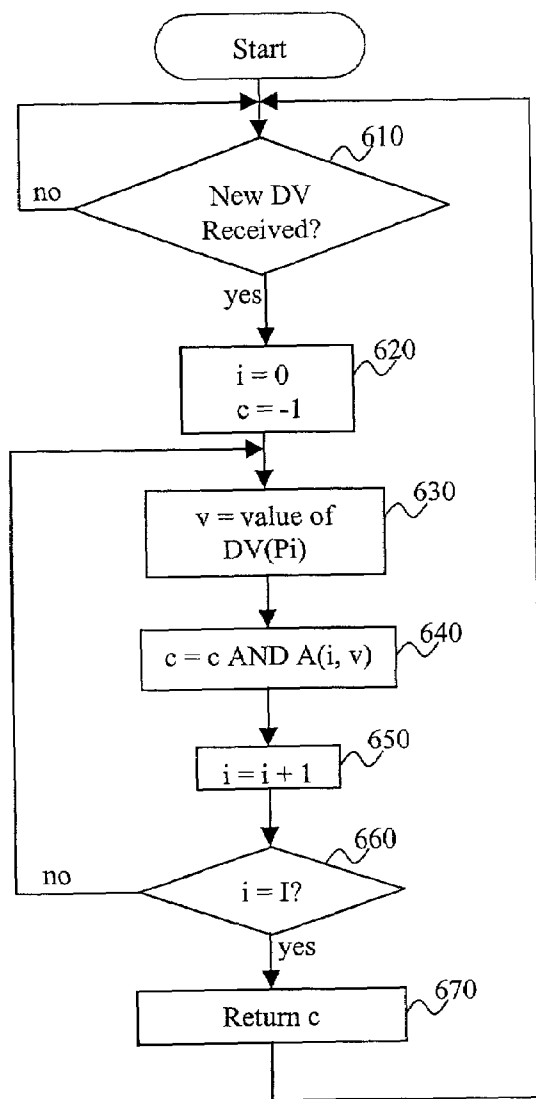 Start
610
no
New DV
Received?
yes
620
i = 0
c = -1
630
v = value of
DV(Pi)
640
c = c AND A(i, v)
650
i = i + 1
660
no
i = I?
yes
670
Return c